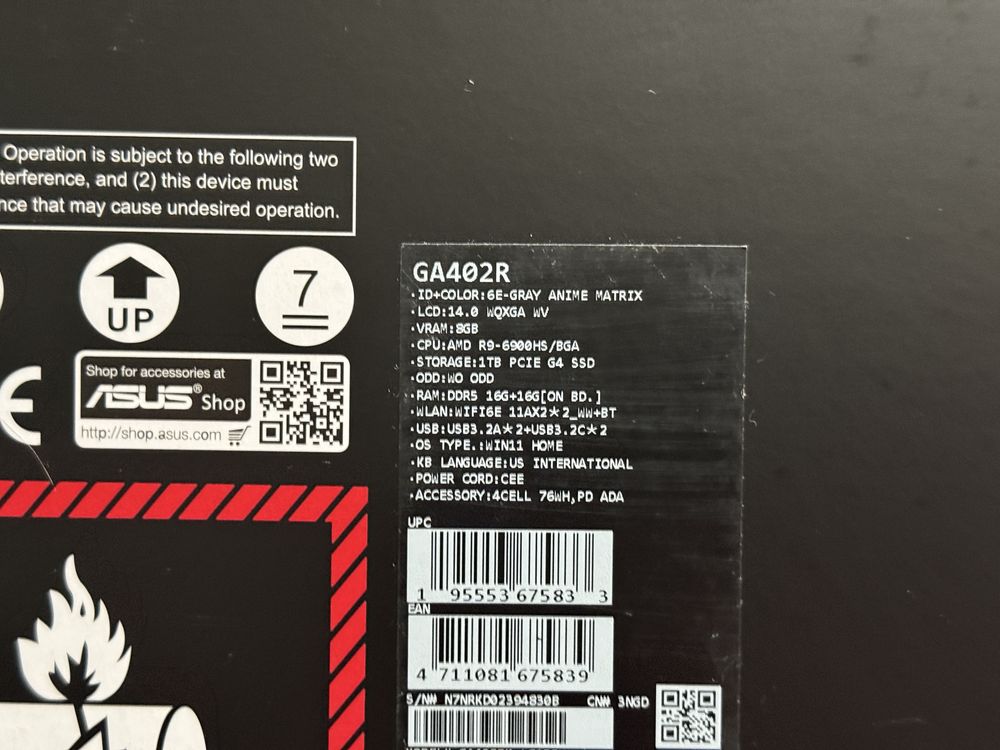 Operation is subject to the following two
terference, and (2) this device must
nce that may cause undesired operation.
UP
7
Shop for accessories at
ASUS® Shop
http://shop.asus.com
GA402R
·ID+COLOR:6E-GRAY ANIME MATRIX
·LCD:14.0 WQXGA WV
·VRAM:8GB
·CPU:AMD R9-6900HS/BGA
·STORAGE:1TB PCIE G4 SSD
·ODD:WO ODD
·RAM:DDR5 16G+16G[ON BD.]
·WLAN:WIFI6E 11AX2*2_WW+BT
·USB:USB3.2A*2+USB3.2C*2
·OS TYPE.:WIN11 HOME
·KB LANGUAGE:US INTERNATIONAL
·POWER CORD:CEE
·ACCESSORY:4CELL 76WH,PD ADA
UPC
1 95553 67583 3
EAN
4 711081 675839
S/N# N7NRKD02394830B CN# 3NGD